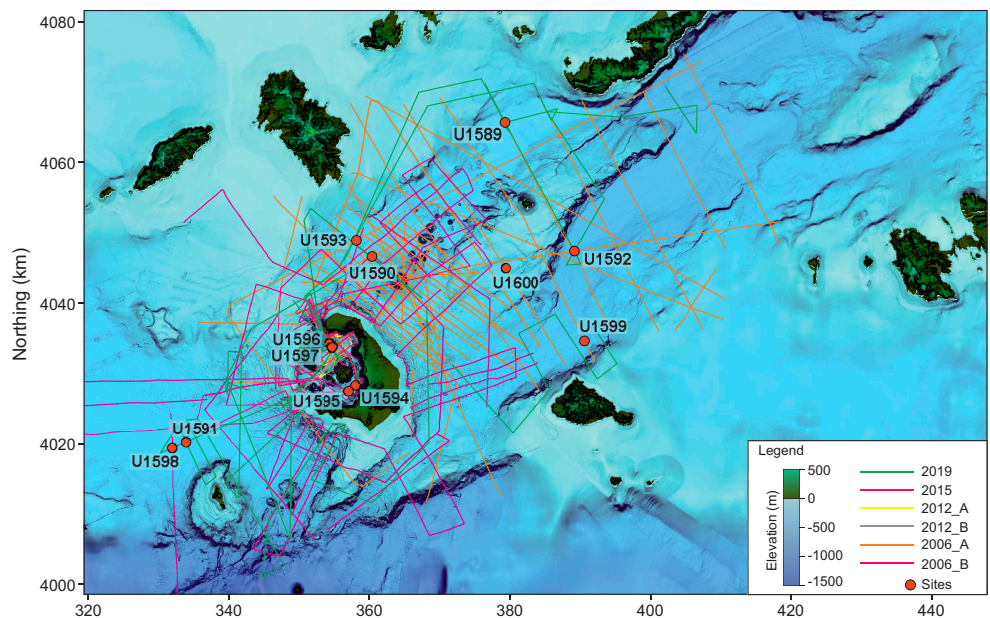 4080
4060
4040
4020
4000
Northing (km)
320
340
360
380
400
420
440
U1589
U1593
U1590
U1592
U1600
U1599
U1596
U1597
U1595
U1594
U1591
U1598
Legend
Elevation (m)
500
0
-500
-1000
-1500
2019
2015
2012_A
2012_B
2006_A
2006_B
Sites